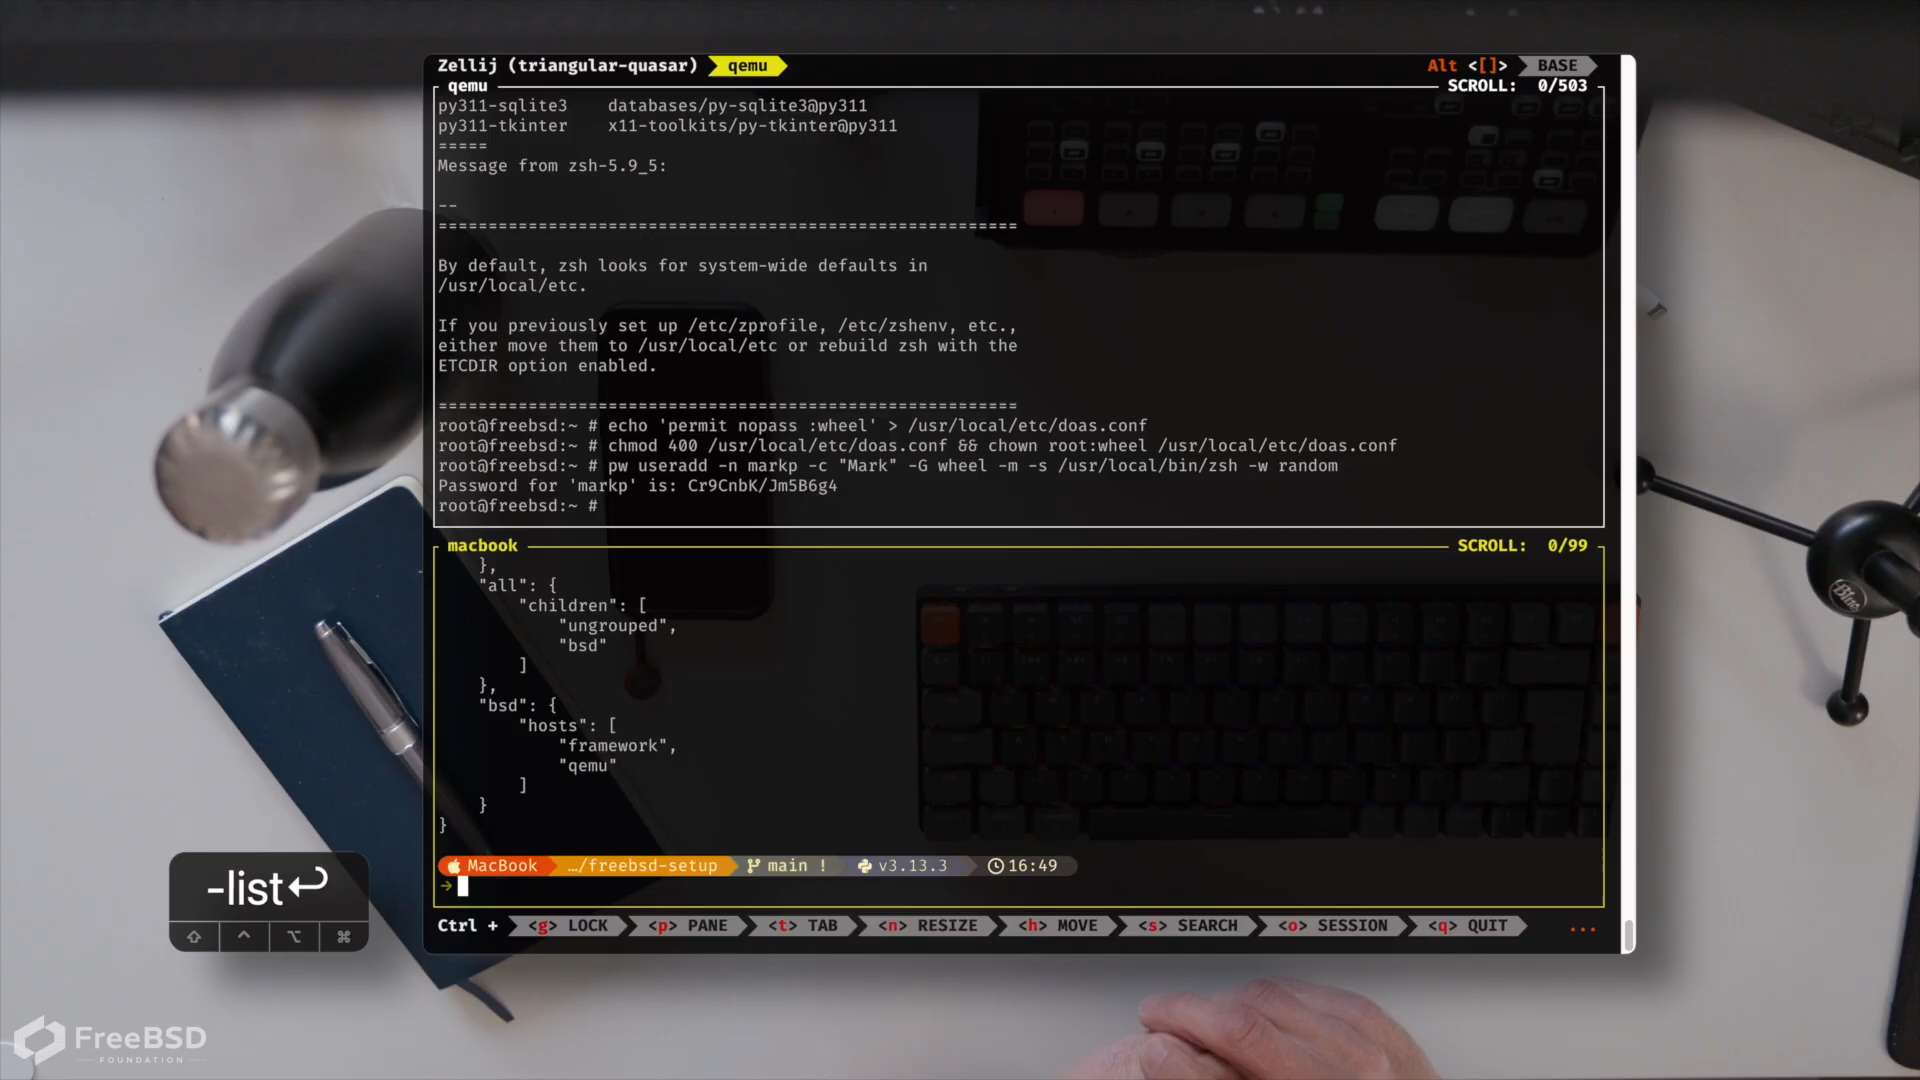 Zellij (triangular-quasar) qemu Alt <[]> BASE
qemu SCROLL: 0/503
py311-sqlite3 databases/py-sqlite3@py311
py311-tkinter x11-toolkits/py-tkinter@py311
=====
Message from zsh-5.9_5:
--
==========================================================
By default, zsh looks for system-wide defaults in
/usr/local/etc.
If you previously set up /etc/zprofile, /etc/zshenv, etc.,
either move them to /usr/local/etc or rebuild zsh with the
ETCDIR option enabled.
==========================================================
root@freebsd:~ # echo 'permit nopass :wheel' > /usr/local/etc/doas.conf
root@freebsd:~ # chmod 400 /usr/local/etc/doas.conf && chown root:wheel /usr/local/etc/doas.conf
root@freebsd:~ # pw useradd -n markp -c "Mark" -G wheel -m -s /usr/local/bin/zsh -w random
Password for 'markp' is: Cr9CnbK/Jm5B6g4
root@freebsd:~ #
macbook SCROLL: 0/99
},
"all": {
"children": [
"ungrouped",
"bsd"
]
},
"bsd": {
"hosts": [
"framework",
"qemu"
]
}
}
MacBook …/freebsd-setup main ! v3.13.3 16:49
→
Ctrl + <g> LOCK <p> PANE <t> TAB <n> RESIZE <h> MOVE <s> SEARCH <o> SESSION <q> QUIT ...
-list↩
⇧ ^ ⌥ ⌘
Blue
FreeBSD
FOUNDATION